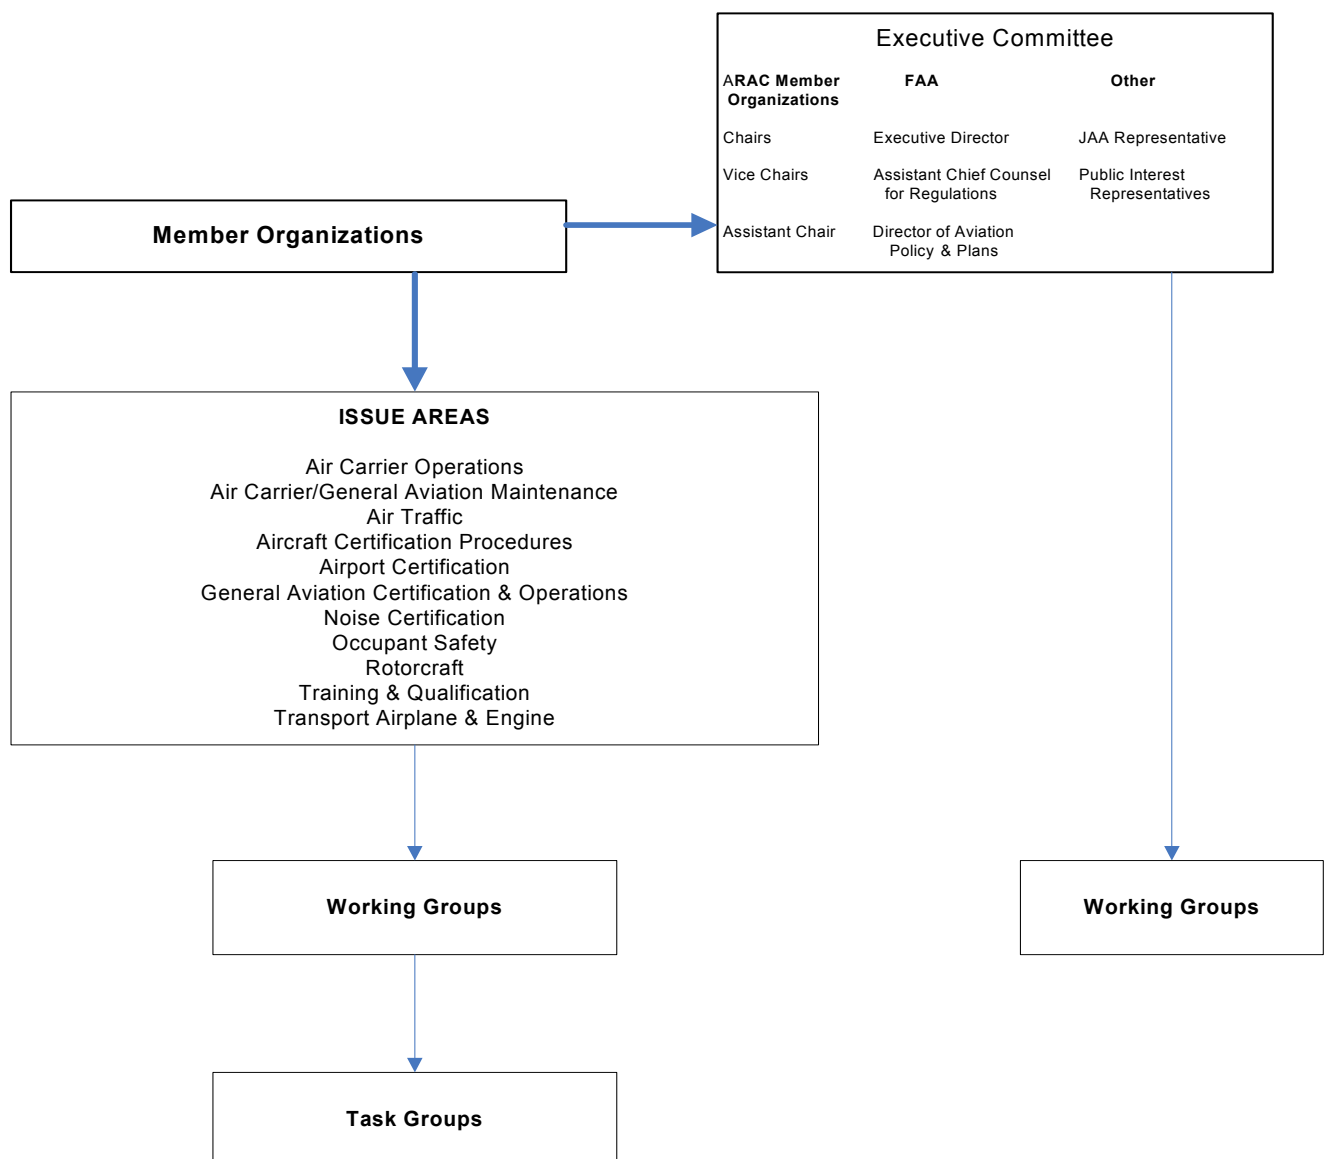 Executive Committee
ARAC Member Organizations FAA Other
Chairs Executive Director JAA Representative
Vice Chairs Assistant Chief Counsel for Regulations Public Interest Representatives
Assistant Chair Director of Aviation Policy & Plans
Member Organizations
ISSUE AREAS
Air Carrier Operations
Air Carrier/General Aviation Maintenance
Air Traffic
Aircraft Certification Procedures
Airport Certification
General Aviation Certification & Operations
Noise Certification
Occupant Safety
Rotorcraft
Training & Qualification
Transport Airplane & Engine
Working Groups
Working Groups
Task Groups